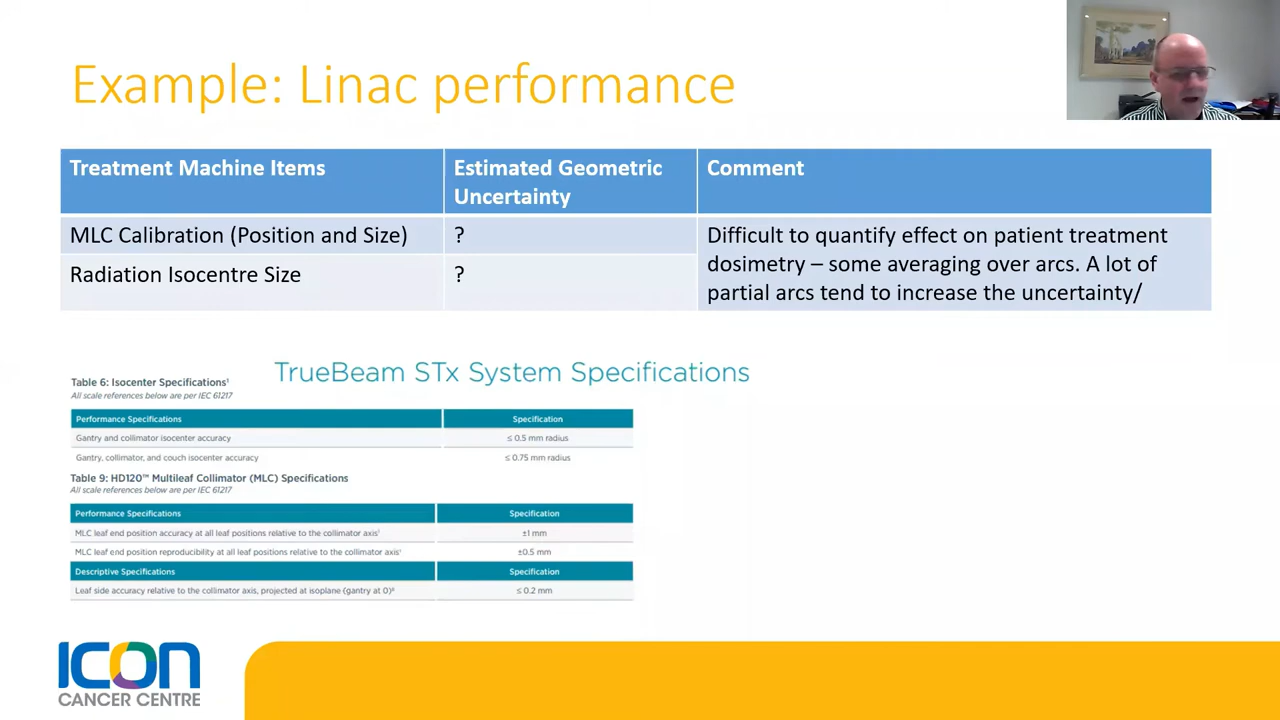 Example: Linac performance
Treatment Machine Items
Estimated Geometric
Uncertainty
Comment
MLC Calibration (Position and Size)
?
Difficult to quantify effect on patient treatment
dosimetry – some averaging over arcs. A lot of
partial arcs tend to increase the uncertainty/
Radiation Isocentre Size
?
TrueBeam STx System Specifications
Table 6: Isocenter Specifications¹
All scale references below are per IEC 61217
Performance Specifications
Specification
Gantry and collimator isocenter accuracy
≤ 0.5 mm radius
Gantry, collimator, and couch isocenter accuracy
≤ 0.75 mm radius
Table 9: HD120™ Multileaf Collimator (MLC) Specifications
All scale references below are per IEC 61217
Performance Specifications
Specification
MLC leaf end position accuracy at all leaf positions relative to the collimator axis¹
±1 mm
MLC leaf end position reproducibility at all leaf positions relative to the collimator axis¹
±0.5 mm
Descriptive Specifications
Specification
Leaf side accuracy relative to the collimator axis, projected at isoplane (gantry at 0)⁸
≤ 0.2 mm
ICON
CANCER CENTRE